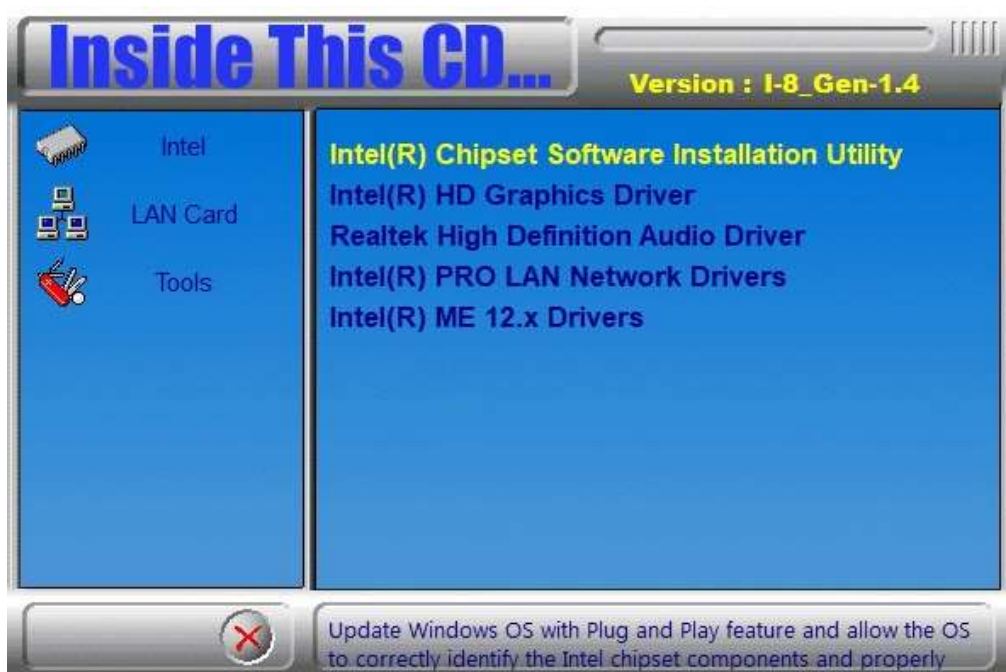 Inside This CD...
Version : I-8_Gen-1.4
Intel
LAN Card
Tools
Intel(R) Chipset Software Installation Utility
Intel(R) HD Graphics Driver
Realtek High Definition Audio Driver
Intel(R) PRO LAN Network Drivers
Intel(R) ME 12.x Drivers
Update Windows OS with Plug and Play feature and allow the OS
to correctly identify the Intel chipset components and properly